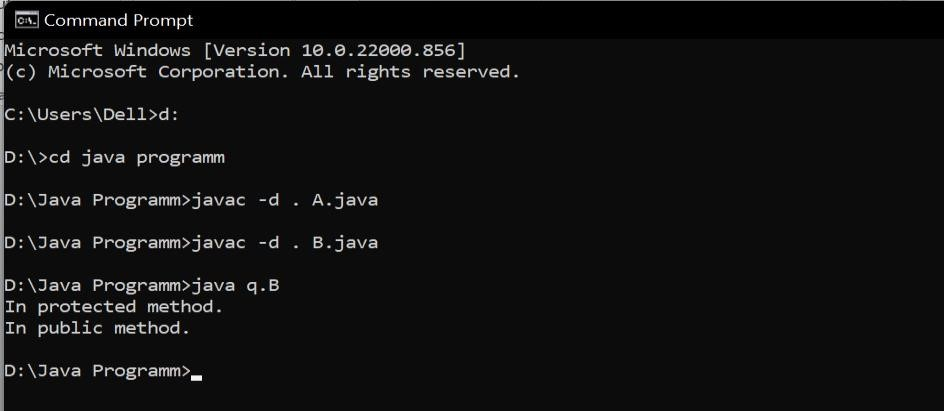 Command Prompt
Microsoft Windows [Version 10.0.22000.856]
(c) Microsoft Corporation. All rights reserved.
C:\Users\Dell>d:
D:\>cd java programm
D:\Java Programm>javac -d . A.java
D:\Java Programm>javac -d . B.java
D:\Java Programm>java q.B
In protected method.
In public method.
D:\Java Programm>